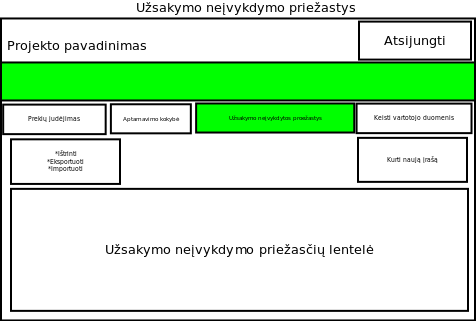 Užsakymo neįvykdymo priežastys
Projekto pavadinimas
Atsijungti
Prekių judėjimas
Aptarnavimo kokybė
Užsakymo neįvykdytos priežastys
Keisti vartotojo duomenis
*Ištrinti
*Eksportuoti
*Importuoti
Kurti naują įrašą
Užsakymo neįvykdymo priežasčių lentelė